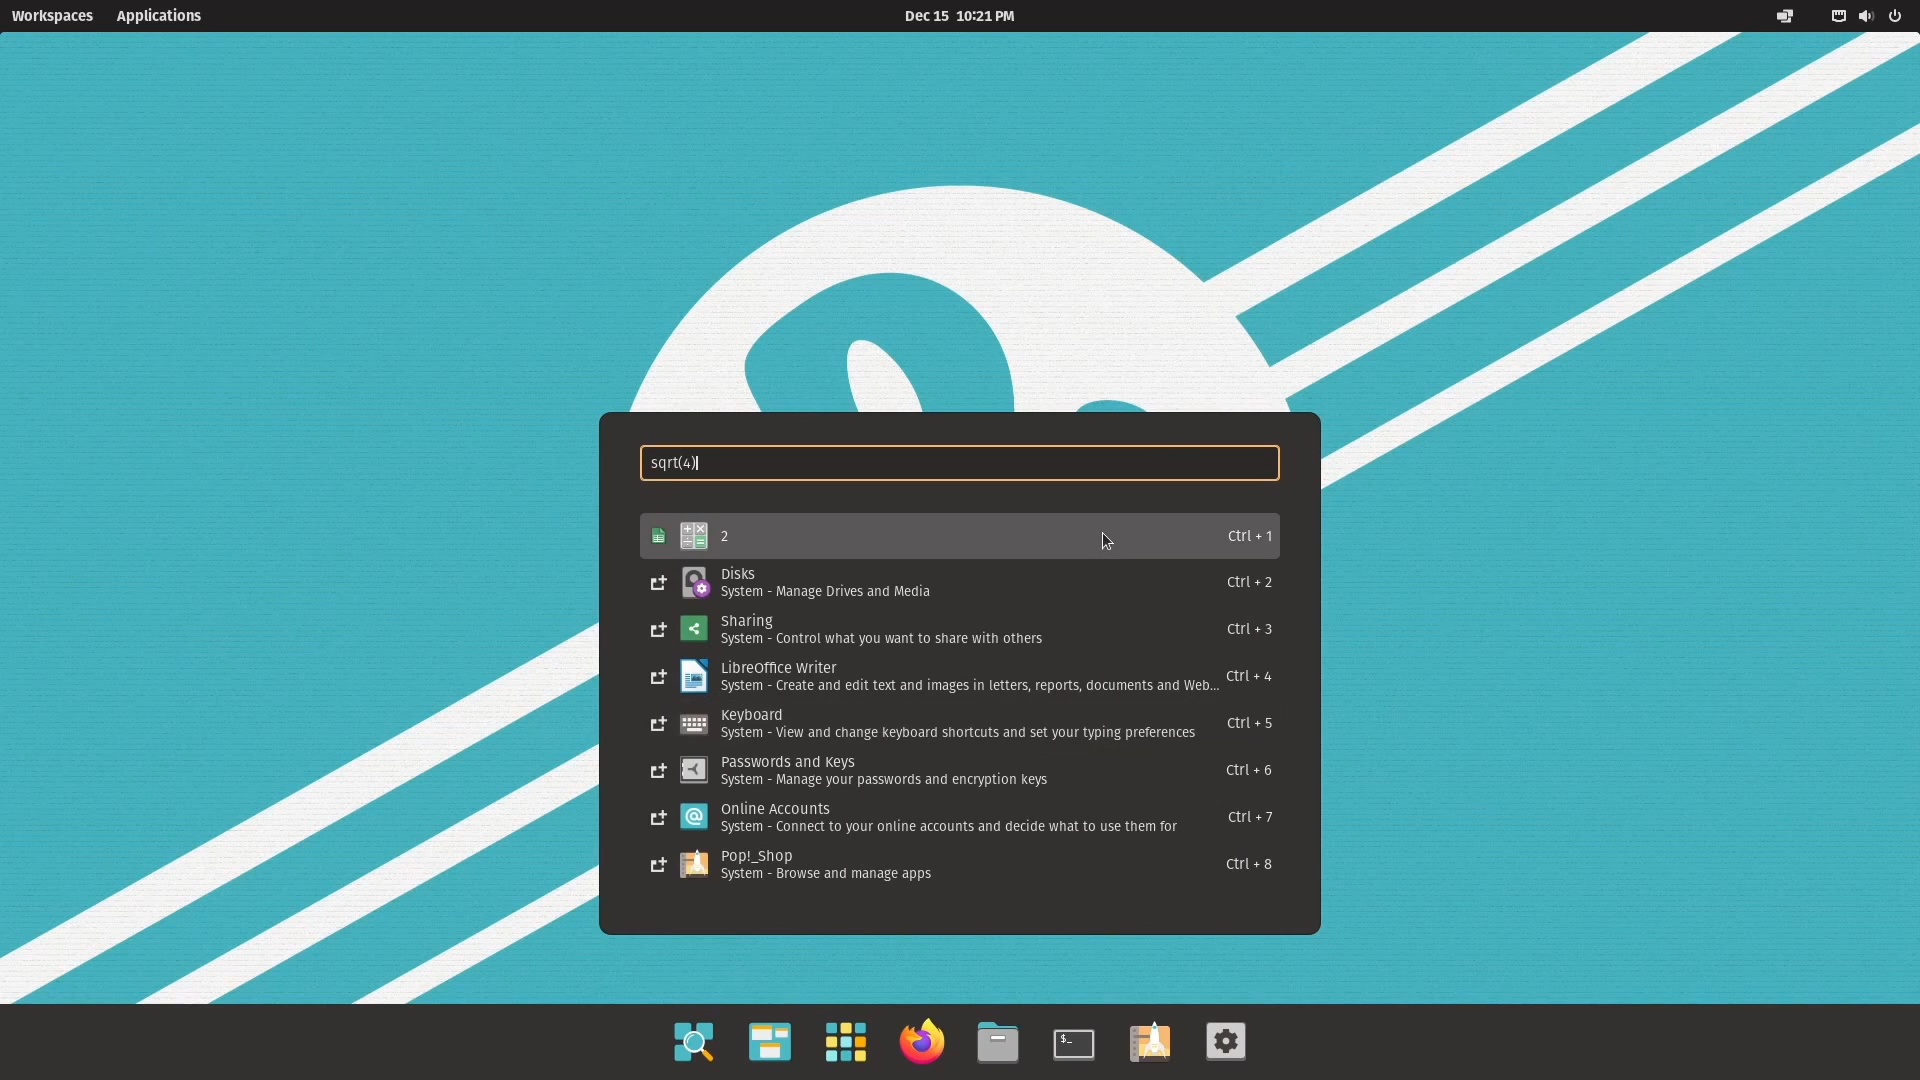 Workspaces Applications Dec 15 10:21 PM
sqrt(4)
2 Ctrl + 1
Disks
System - Manage Drives and Media Ctrl + 2
Sharing
System - Control what you want to share with others Ctrl + 3
LibreOffice Writer
System - Create and edit text and images in letters, reports, documents and Web... Ctrl + 4
Keyboard
System - View and change keyboard shortcuts and set your typing preferences Ctrl + 5
Passwords and Keys
System - Manage your passwords and encryption keys Ctrl + 6
Online Accounts
System - Connect to your online accounts and decide what to use them for Ctrl + 7
Pop!_Shop
System - Browse and manage apps Ctrl + 8
$_